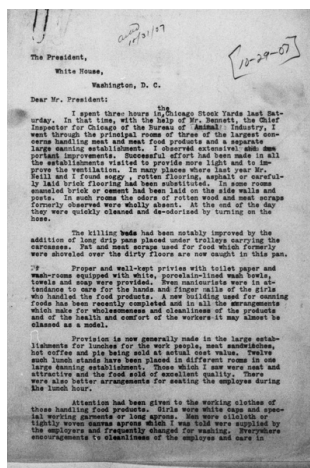 [10-29-07]
The President,
White House,
Washington, D. C.
Dear Mr. President:
the
I spent three hours in Chicago Stock Yards last Sat-
urday. In that time, with the help of Mr. Bennett, the Chief
Inspector for Chicago of the Bureau of Animal Industry, I
went through the principal rooms of three of the largest con-
cerns handling meat and meat food products and a separate
large canning establishment. I observed extensive and im-
portant improvements. Successful effort had been made in all
the establishments visited to provide more light and to im-
prove the ventilation. In many places where last year Mr.
Neill and I found soggy, rotten flooring, asphalt or careful-
ly laid brick flooring had been substituted. In some rooms
enameled brick or cement had been laid on the side walls and
posts. In such rooms the odors of rotten wood and meat scraps
formerly observed were wholly absent. At the end of the day
they were quickly cleaned and de-odorized by turning on the
hose.
The killing beds had been notably improved by the
addition of long drip pans placed under trolleys carrying the
carcasses. Fat and meat scraps used for food which formerly
were shoveled over the dirty floors are now caught in this pan.
Proper and well-kept privies with toilet paper and
wash-rooms equipped with white, porcelain-lined wash bowls,
towels and soap were provided. Even manicurists were in at-
tendance to care for the hands and finger nails of the girls
who handled the food products. A new building used for canning
foods has been recently completed and in all the arrangements
which make for wholesomeness and cleanliness of the products
and of the health and comfort of the workers it may almost be
classed as a model.
Provision is now generally made in the large estab-
lishments for lunches for the work people, meat sandwiches,
hot coffee and pie being sold at actual cost value. Twelve
such lunch stands have been placed in different rooms in one
large canning establishment. Those which I saw were neat and
attractive and the food sold of excellent quality. There
were also better arrangements for seating the employes during
the lunch hour.
Attention had been given to the working clothes of
those handling food products. Girls wore white caps and spec-
ial working garments or long aprons. Men wore oilcloth or
tightly woven canvas aprons which I was told were supplied by
the employers and frequently changed for washing. Everywhere
encouragements to cleanliness of the employes and care in